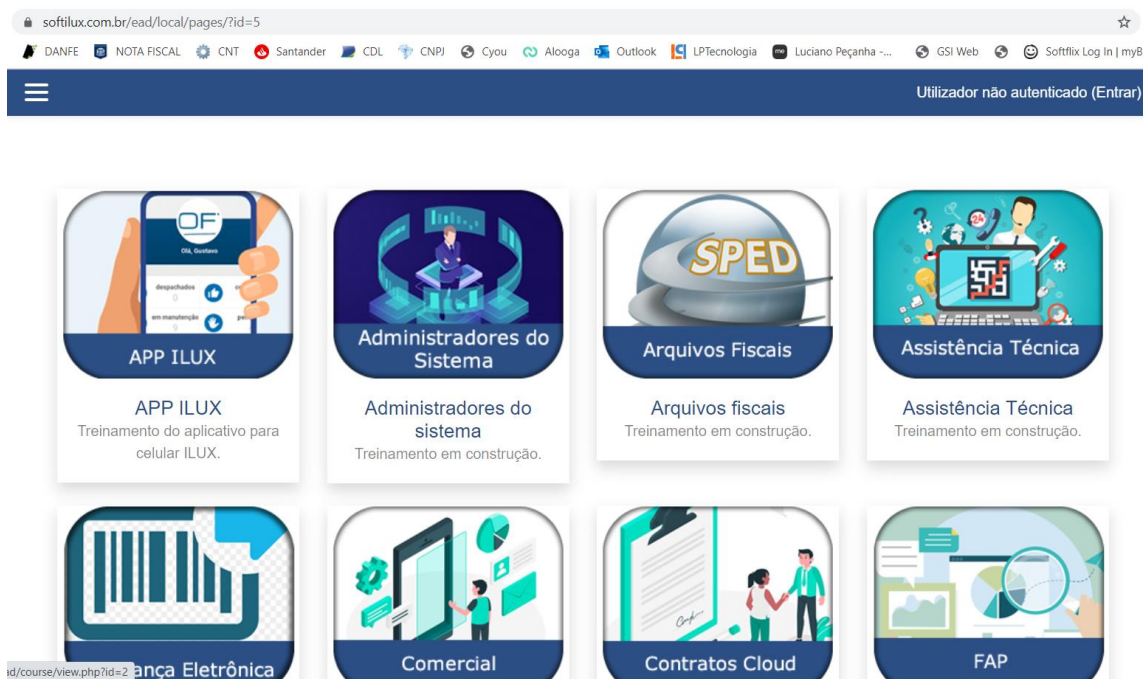 softilux.com.br/ead/local/pages/?id=5
DANFE NOTA FISCAL CNT Santander CDL CNPJ Cyou Alooga Outlook LPTecnologia Luciano Peçanha -... GSI Web Softflix Log In | myB
Utilizador não autenticado (Entrar)
OF
Olá, Gustavo
despachados
0
em manutenção
0
APP ILUX
Administradores do
Sistema
SPED
Arquivos Fiscais
24
Assistência Técnica
APP ILUX
Treinamento do aplicativo para
celular ILUX.
Administradores do
sistema
Treinamento em construção.
Arquivos fiscais
Treinamento em construção.
Assistência Técnica
Treinamento em construção.
ança Eletrônica
Comercial
Contratos Cloud
FAP
ad/course/view.php?id=2